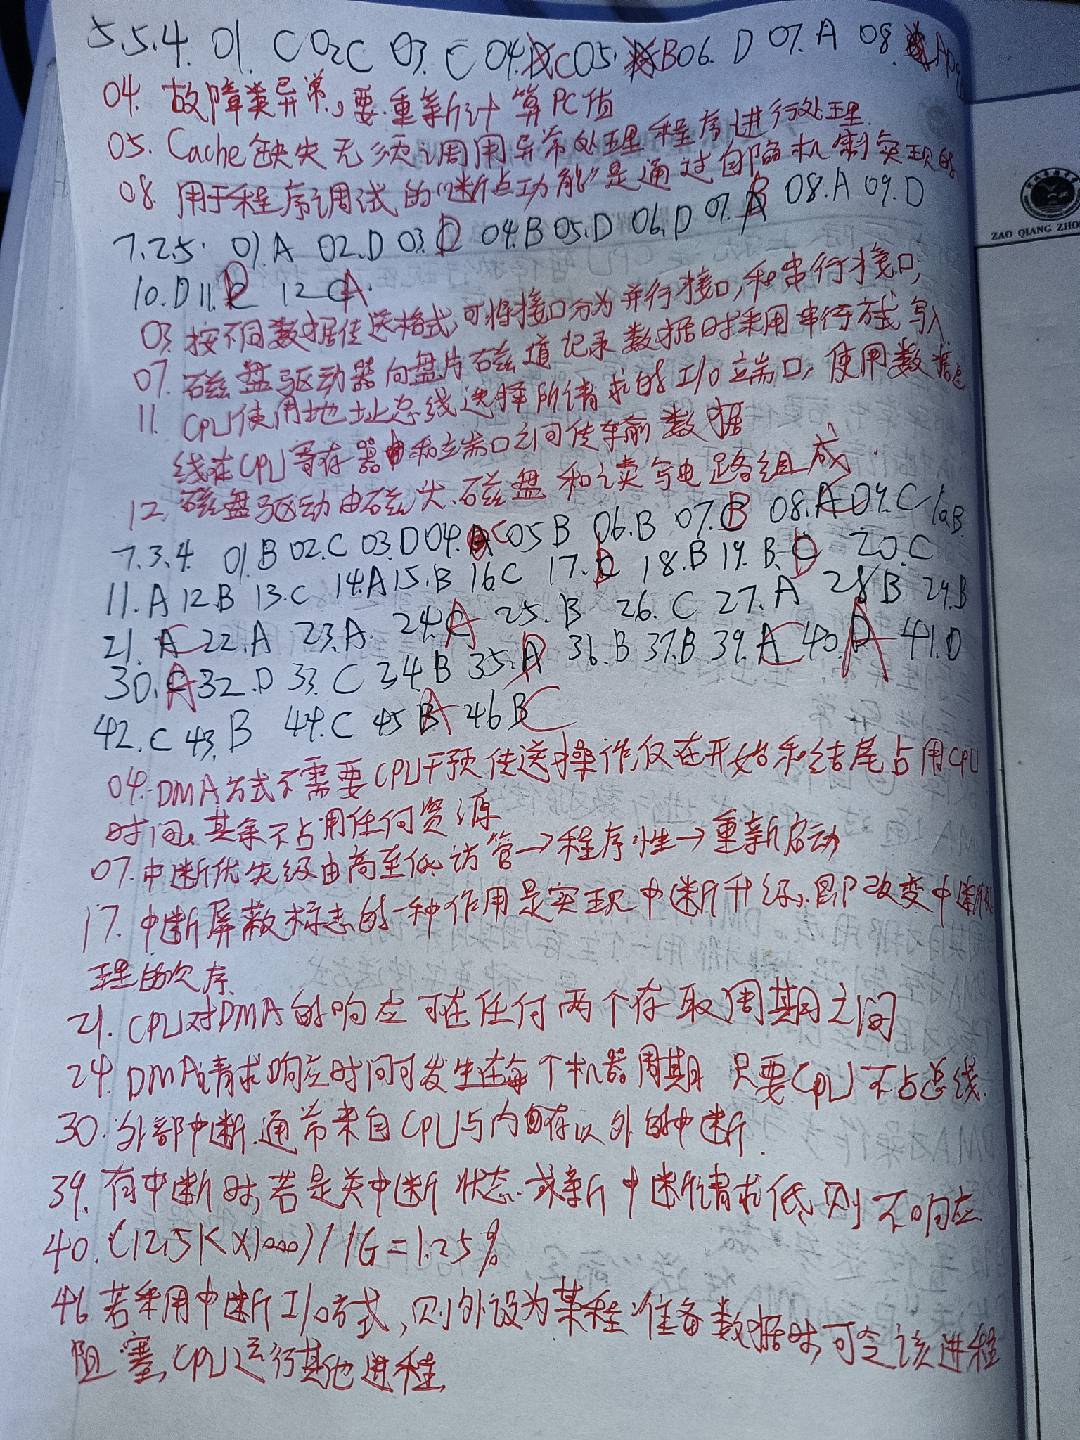 5.5.4. 01. C 02C 03. C 04. C 05. B 06. D 07. A 08. A 09.
04. 故障类异常,要重新计算PC值
05. Cache缺失无须调用异常处理程序进行处理
08. 用于程序调试的“断点功能”是通过自陷机制实现的
7.2.5. 01. A 02. D 03. D 04. B 05. D 06. D 07. B 08. A 09. D
10. D 11. D 12. A
03. 按不同数据传送格式,可将接口分为并行接口,和串行接口,
07. 磁盘驱动器向盘片磁道记录数据时采用串行方式写入
11. CPU使用地址总线选择所请求的I/O端口,使用数据总
线在CPU寄存器和端口之间传输数据
12. 磁盘驱动由磁头.磁盘和读写电路组成.
7.3.4. 01. B 02. C 03. D 04. C 05 B 06. B 07. B 08. C 09. C 10. B
11. A 12 B 13. C 14. A 15. B 16 C 17. 18. B 19. B. D 20. C
21. C 22. A 23. A. 24. A 25. B 26. C 27. A 28 B 29. B
30. A 32. D 33. C 34. B 35. D 36. B 37. B 39. C 40. A 41. D
42. C 43. B 44. C 45 A 46 C
04. DMA方式不需要CPU干预传送操作,仅在开始和结尾占用CPU
时间,其余不占用任何资源
07. 中断优先级由高至低访管→程序性→重新启动
17. 中断屏蔽标志的一种作用是实现中断升级.即改变中断处
理的次序
21. CPU对DMA的响应可在任何两个存取周期之间
24. DMA请求响应时间可发生在每个机器周期 只要CPU不占总线.
30. 外部中断.通常来自CPU与内存以外的中断.
39. 有中断时,若是关中断状态.或新中断请求低,则不响应
40. (12.5K×1000)/1G=1.25%
46 若采用中断I/O方式,则外设为某程准备数据时,可令该进程
阻塞,CPU运行其他进程.
ZAO QIANG ZHO